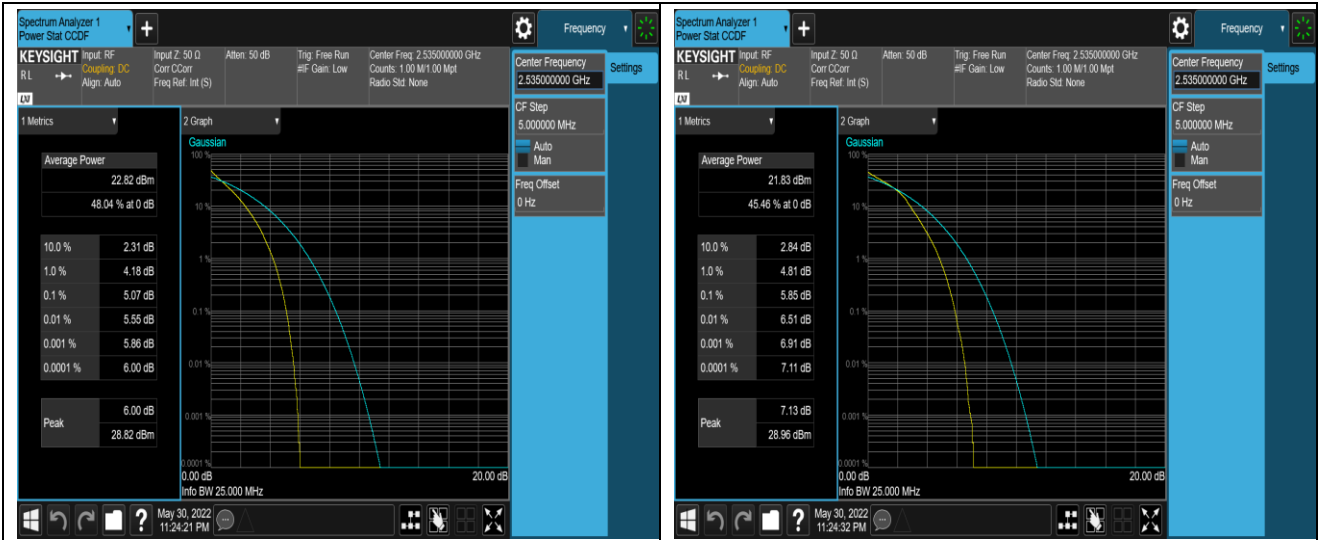 Spectrum Analyzer 1
Power Stat CCDF
Frequency
KEYSIGHT Input: RF Input Z: 50 Ω Atten: 50 dB Trig: Free Run Center Freq: 2.535000000 GHz
R L Coupling: DC Corr CCorr #IF Gain: Low Counts: 1.00 M/1.00 Mpt
Align: Auto Freq Ref: Int (S) Radio Std: None
LXI
Center Frequency
2.535000000 GHz
Settings
CF Step
5.000000 MHz
Auto
Man
Freq Offset
0 Hz
1 Metrics
2 Graph
Gaussian
Average Power
22.82 dBm
48.04 % at 0 dB
10.0 % 2.31 dB
1.0 % 4.18 dB
0.1 % 5.07 dB
0.01 % 5.55 dB
0.001 % 5.86 dB
0.0001 % 6.00 dB
Peak
6.00 dB
28.82 dBm
100 %
10 %
1 %
0.1 %
0.01 %
0.001 %
0.0001 %
0.00 dB 20.00 dB
Info BW 25.000 MHz
?
May 30, 2022
11:24:21 PM
Spectrum Analyzer 1
Power Stat CCDF
Frequency
KEYSIGHT Input: RF Input Z: 50 Ω Atten: 50 dB Trig: Free Run Center Freq: 2.535000000 GHz
R L Coupling: DC Corr CCorr #IF Gain: Low Counts: 1.00 M/1.00 Mpt
Align: Auto Freq Ref: Int (S) Radio Std: None
LXI
Center Frequency
2.535000000 GHz
Settings
CF Step
5.000000 MHz
Auto
Man
Freq Offset
0 Hz
1 Metrics
2 Graph
Gaussian
Average Power
21.83 dBm
45.46 % at 0 dB
10.0 % 2.84 dB
1.0 % 4.81 dB
0.1 % 5.85 dB
0.01 % 6.51 dB
0.001 % 6.91 dB
0.0001 % 7.11 dB
Peak
7.13 dB
28.96 dBm
100 %
10 %
1 %
0.1 %
0.01 %
0.001 %
0.0001 %
0.00 dB 20.00 dB
Info BW 25.000 MHz
?
May 30, 2022
11:24:32 PM